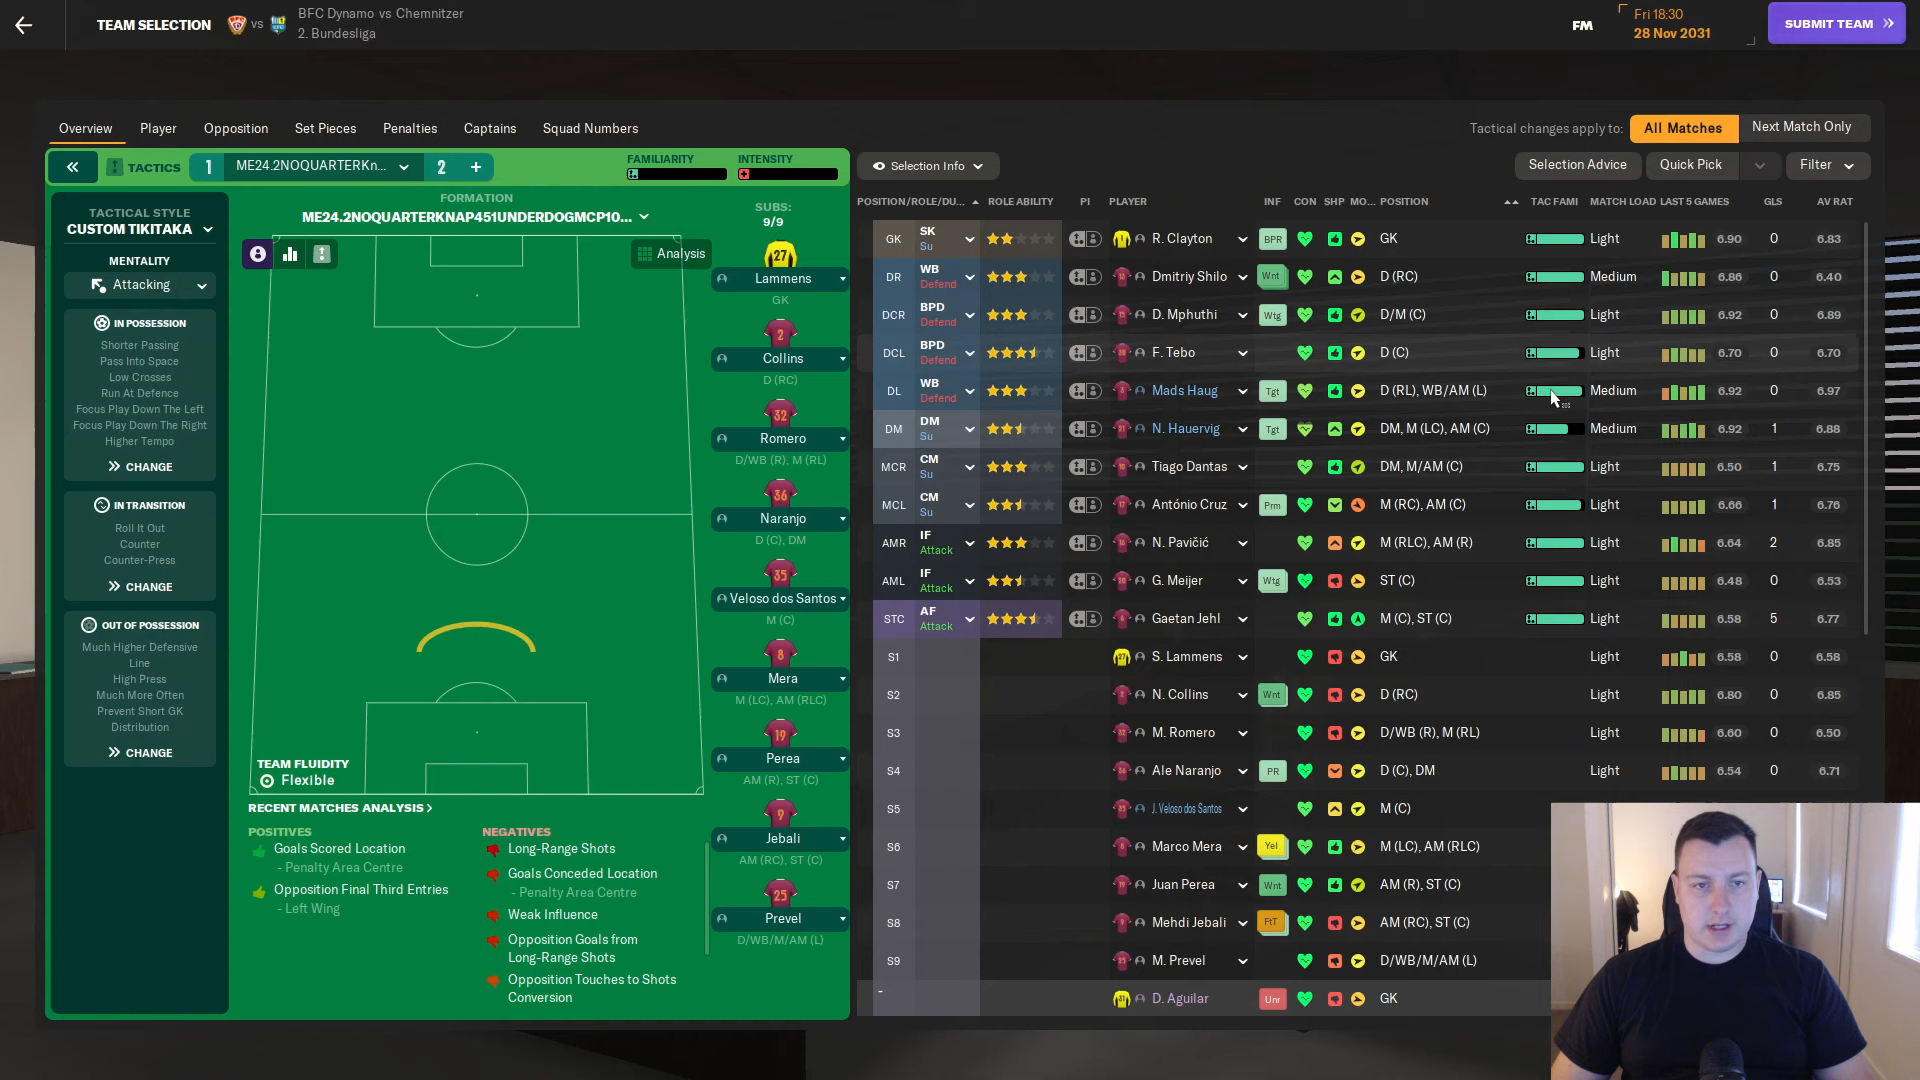 TEAM SELECTION
vs
BFC Dynamo vs Chemnitzer
2. Bundesliga
FM
Fri 18:30
28 Nov 2031
SUBMIT TEAM
Overview
Player
Opposition
Set Pieces
Penalties
Captains
Squad Numbers
Tactical changes apply to:
All Matches
Next Match Only
TACTICS
1
ME24.2NOQUARTERKn...
2
+
FAMILIARITY
INTENSITY
Selection Info
Selection Advice
Quick Pick
Filter
TACTICAL STYLE
CUSTOM TIKITAKA
MENTALITY
Attacking
IN POSSESSION
Shorter Passing
Pass Into Space
Low Crosses
Run At Defence
Focus Play Down The Left
Focus Play Down The Right
Higher Tempo
CHANGE
IN TRANSITION
Roll It Out
Counter
Counter-Press
CHANGE
OUT OF POSSESSION
Much Higher Defensive
Line
High Press
Much More Often
Prevent Short GK
Distribution
CHANGE
FORMATION
ME24.2NOQUARTERKNAP451UNDERDOGMCP10...
Analysis
TEAM FLUIDITY
Flexible
RECENT MATCHES ANALYSIS >
POSITIVES
Goals Scored Location
- Penalty Area Centre
Opposition Final Third Entries
- Left Wing
NEGATIVES
Long-Range Shots
Goals Conceded Location
- Penalty Area Centre
Weak Influence
Opposition Goals from
Long-Range Shots
Opposition Touches to Shots
Conversion
SUBS:
9/9
27
Lammens
GK
2
Collins
D (RC)
32
Romero
D/WB (R), M (RL)
36
Naranjo
D (C), DM
35
Veloso dos Santos
M (C)
8
Mera
M (LC), AM (RLC)
19
Perea
AM (R), ST (C)
9
Jebali
AM (RC), ST (C)
25
Prevel
D/WB/M/AM (L)
POSITION/ROLE/DU... ROLE ABILITY PI PLAYER INF CON SHP MO... POSITION TAC FAMI MATCH LOAD LAST 5 GAMES GLS AV RAT
GK SK Su R. Clayton BPR GK Light 6.90 0 6.83
DR WB Defend Dmitriy Shilo Wnt D (RC) Medium 6.86 0 6.40
DCR BPD Defend D. Mphuthi Wtg D/M (C) Light 6.92 0 6.89
DCL BPD Defend F. Tebo D (C) Light 6.70 0 6.70
DL WB Defend Mads Haug Tgt D (RL), WB/AM (L) Medium 6.92 0 6.97
DM DM Su N. Hauervig Tgt DM, M (LC), AM (C) Medium 6.92 1 6.88
MCR CM Su Tiago Dantas DM, M/AM (C) Light 6.50 1 6.75
MCL CM Su António Cruz Prm M (RC), AM (C) Light 6.66 1 6.76
AMR IF Attack N. Pavičić M (RLC), AM (R) Light 6.64 2 6.85
AML IF Attack G. Meijer Wtg ST (C) Light 6.48 0 6.53
STC AF Attack Gaetan Jehl M (C), ST (C) Light 6.58 5 6.77
S1 S. Lammens GK Light 6.58 0 6.58
S2 N. Collins Wnt D (RC) Light 6.80 0 6.85
S3 M. Romero D/WB (R), M (RL) Light 6.60 0 6.50
S4 Ale Naranjo PR D (C), DM Light 6.54 0 6.71
S5 J. Veloso dos Santos M (C)
S6 Marco Mera Yel M (LC), AM (RLC)
S7 Juan Perea Wnt AM (R), ST (C)
S8 Mehdi Jebali FtT AM (RC), ST (C)
S9 M. Prevel D/WB/M/AM (L)
- D. Aguilar Unr GK